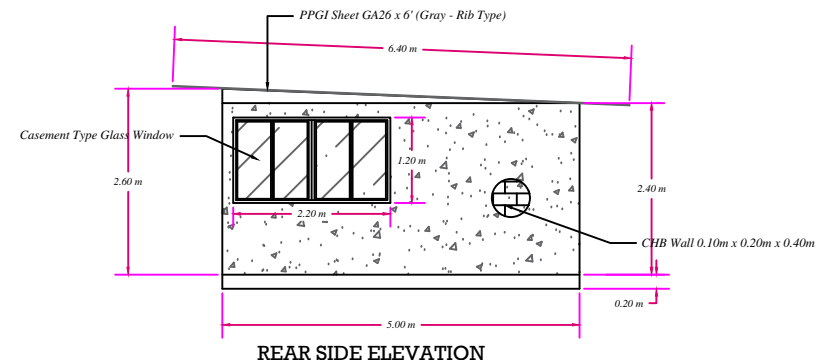 PPGI Sheet GA26 x 6' (Gray - Rib Type)
6.40 m
Casement Type Glass Window
1.20 m
2.60 m
2.40 m
2.20 m
CHB Wall 0.10m x 0.20m x 0.40m
0.20 m
5.00 m
REAR SIDE ELEVATION